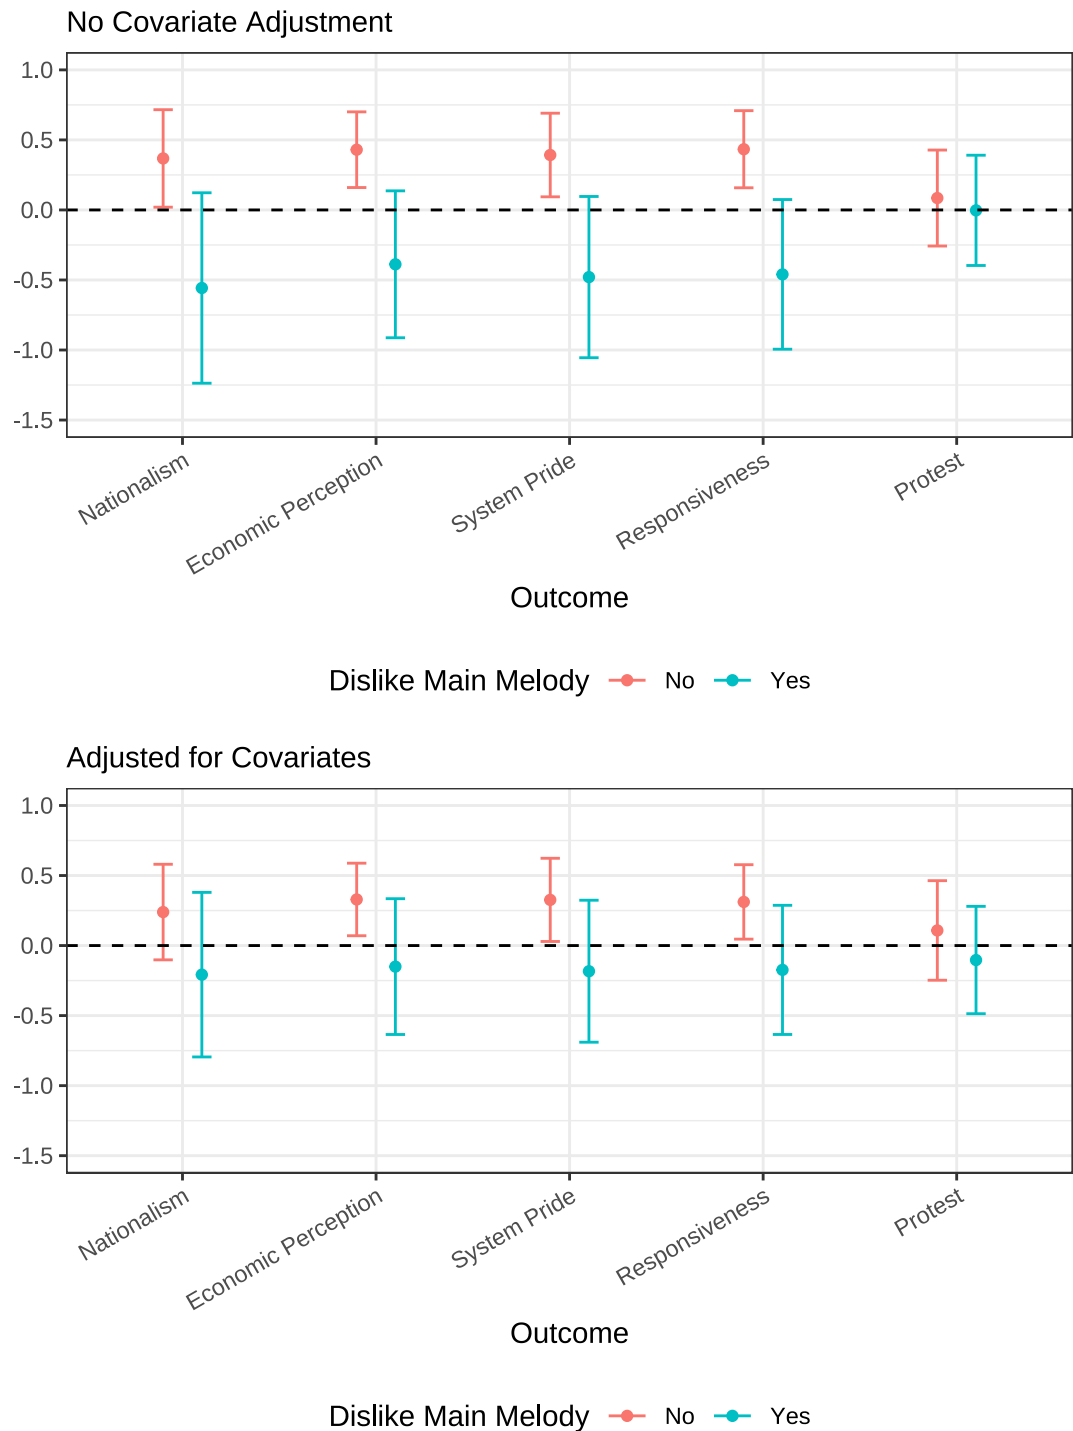 No Covariate Adjustment
1.0
0.5
0.0
-0.5
-1.0
-1.5
Nationalism
Economic Perception
System Pride
Responsiveness
Protest
Outcome
Dislike Main Melody No Yes
Adjusted for Covariates
1.0
0.5
0.0
-0.5
-1.0
-1.5
Nationalism
Economic Perception
System Pride
Responsiveness
Protest
Outcome
Dislike Main Melody No Yes